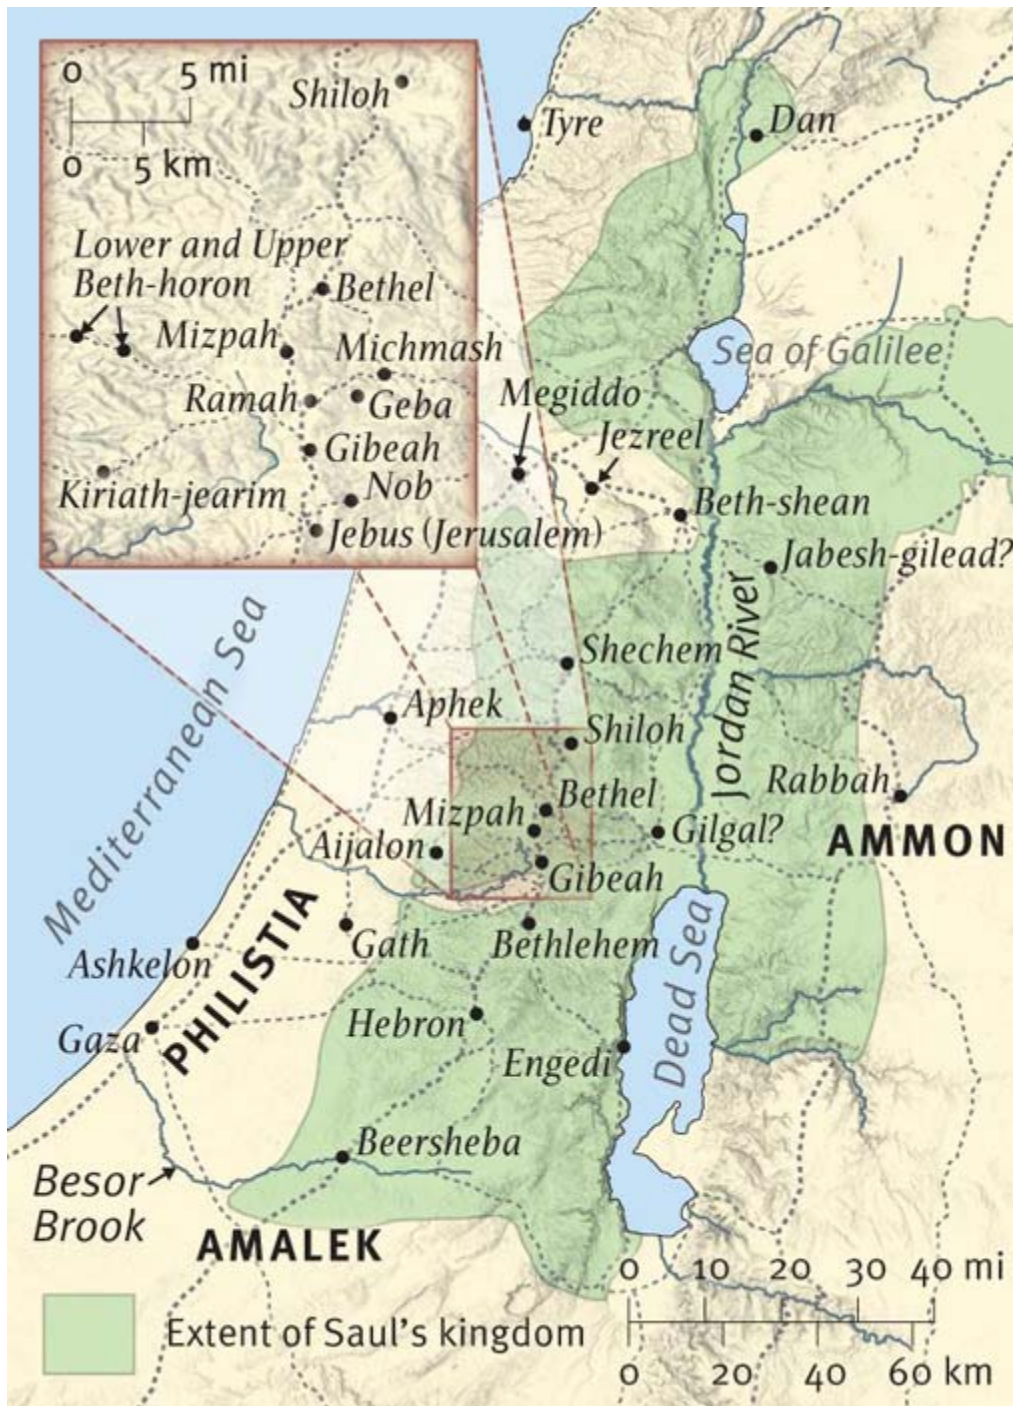 0 5 mi
0 5 km
Shiloh
Lower and Upper
Beth-horon
Bethel
Mizpah
Michmash
Ramah
Geba
Gibeah
Kiriath-jearim
Nob
Jebus (Jerusalem)
Tyre
Dan
Sea of Galilee
Megiddo
Jezreel
Beth-shean
Jabesh-gilead?
Mediterranean Sea
Jordan River
Shechem
Aphek
Shiloh
Rabbah
Bethel
Mizpah
Gilgal?
AMMON
Aijalon
Gibeah
PHILISTIA
Gath
Bethlehem
Ashkelon
Dead Sea
Hebron
Gaza
Engedi
Beersheba
Besor
Brook
AMALEK
0 10 20 30 40 mi
Extent of Saul's kingdom
0 20 40 60 km